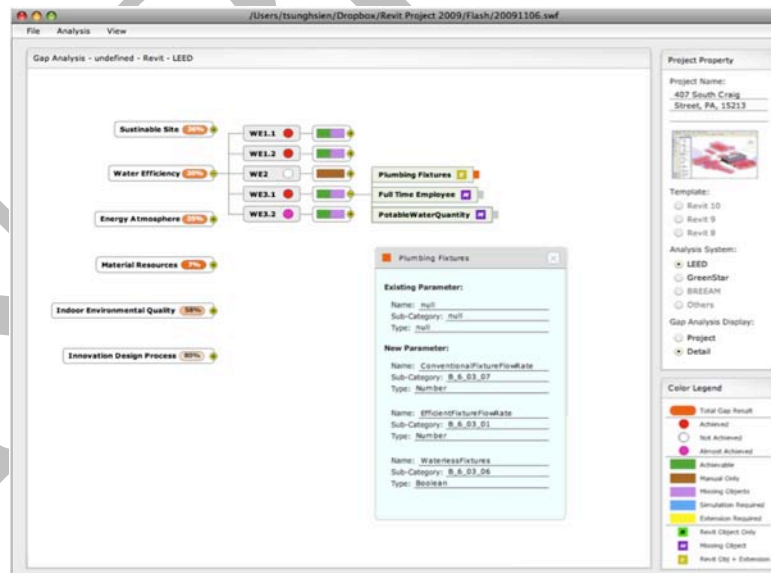 /Users/tsunghsien/Dropbox/Revit Project 2009/Flash/20091106.swf
File Analysis View
Gap Analysis - undefined - Revit - LEED
Sustinable Site
Water Efficiency
Energy Atmosphere
Material Resources 7%
Indoor Environmental Quality 58%
Innovation Design Process 80%
WE1.1
WE1.2
WE2
WE3.1
WE3.2
Plumbing Fixtures
Full Time Employee
PotableWaterQuantity
Plumbing Fixtures
Existing Parameter:
Name: null
Sub-Category: null
Type: null
New Parameter:
Name: ConventionalFixtureFlowRate
Sub-Category: B_6_03_07
Type: Number
Name: EfficientFixtureFlowRate
Sub-Category: B_6_03_01
Type: Number
Name: WaterlessFixtures
Sub-Category: B_6_03_06
Type: Boolean
Project Property
Project Name:
407 South Craig
Street, PA, 15213
Template:
Revit 10
Revit 9
Revit 8
Analysis System:
LEED
GreenStar
BREEAM
Others
Gap Analysis Display:
Project
Detail
Color Legend
Total Gap Result
Achieved
Not Achieved
Almost Achieved
Achievable
Manual Only
Missing Objects
Simulation Required
Extension Required
Revit Object Only
Missing Object
Revit Obj + Extension